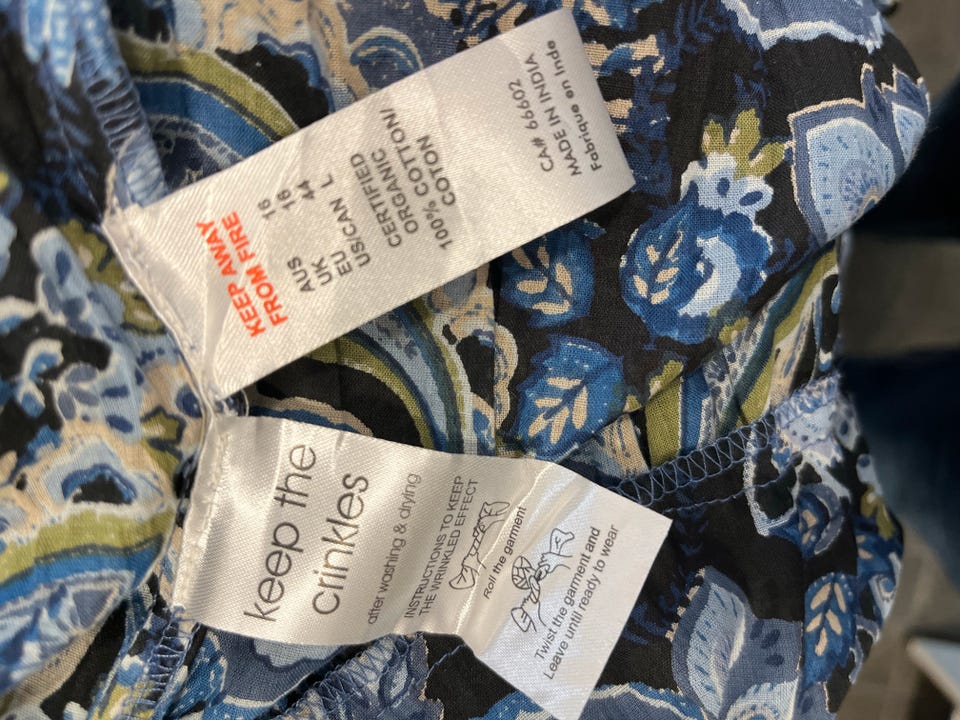 KEEP AWAY
FROM FIRE
AUS 16
UK 16
EU 44
US/CAN L
CERTIFIED
ORGANIC
100% COTTON/
COTON
CA# 66602
MADE IN INDIA
Fabriqué en Inde
keep the
crinkles
after washing & drying
INSTRUCTIONS TO KEEP
THE WRINKLED EFFECT
Roll the garment
Twist the garment and
Leave until ready to wear